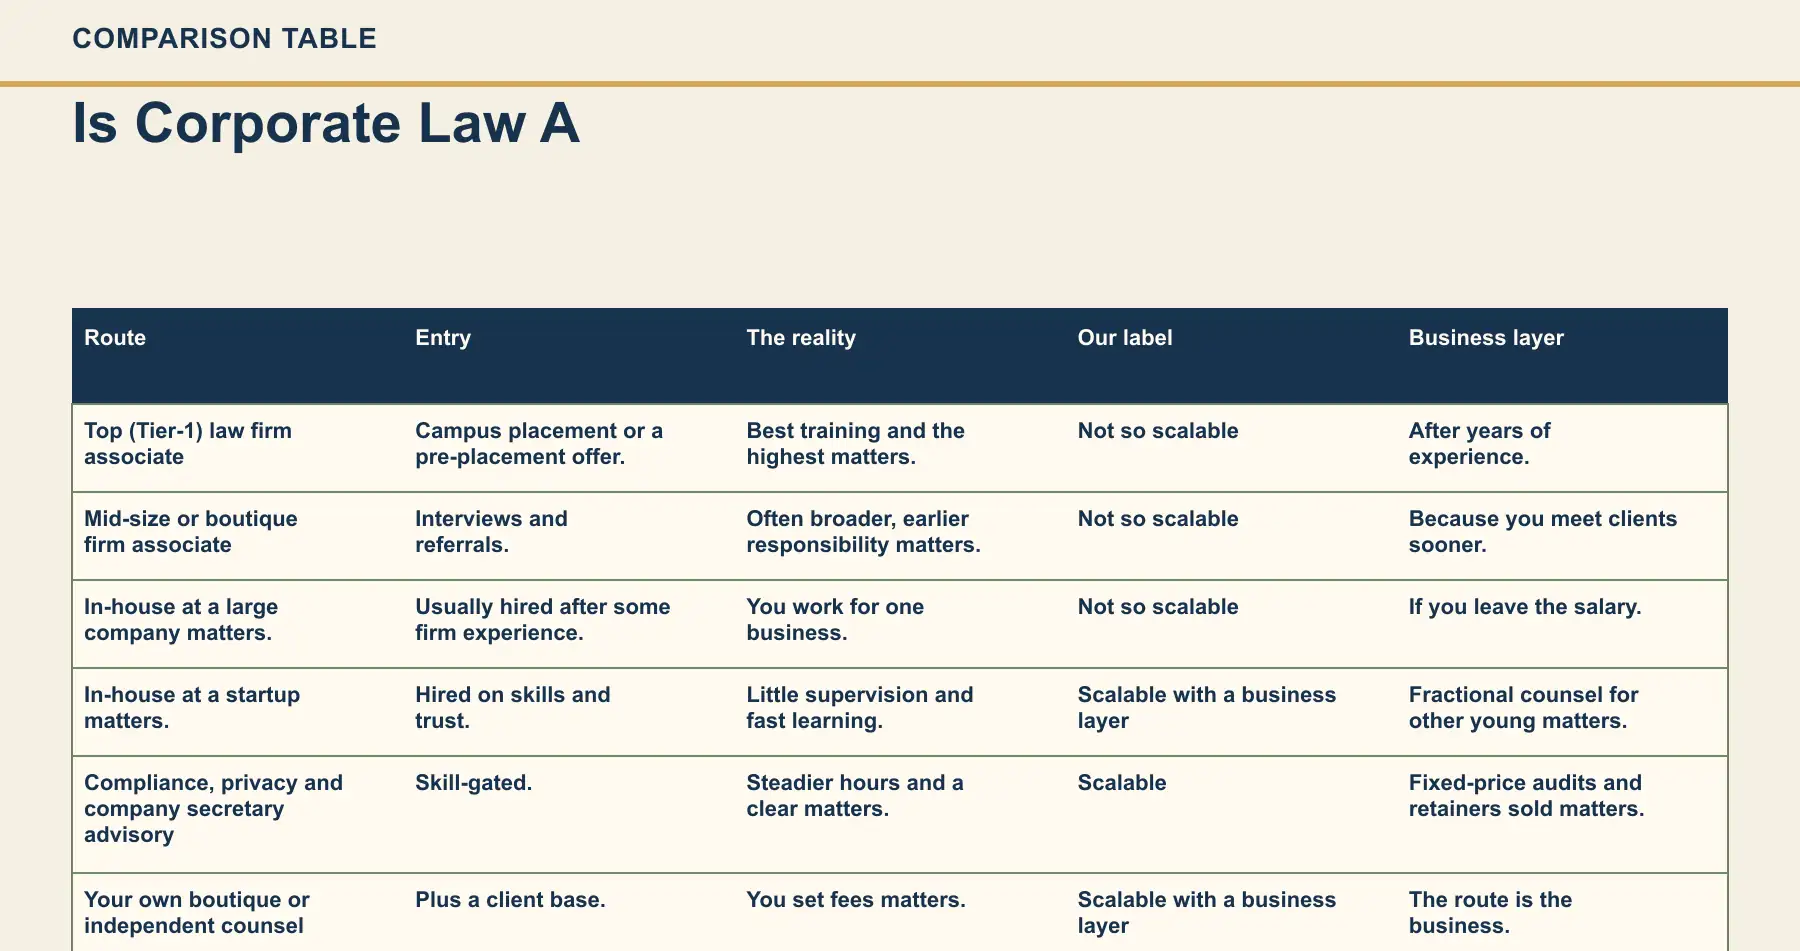 COMPARISON TABLE
Is Corporate Law A
Route
Entry
The reality
Our label
Business layer
Top (Tier-1) law firm
associate
Campus placement or a
pre-placement offer.
Best training and the
highest matters.
Not so scalable
After years of
experience.
Mid-size or boutique
firm associate
Interviews and
referrals.
Often broader, earlier
responsibility matters.
Not so scalable
Because you meet clients
sooner.
In-house at a large
company matters.
Usually hired after some
firm experience.
You work for one
business.
Not so scalable
If you leave the salary.
In-house at a startup
matters.
Hired on skills and
trust.
Little supervision and
fast learning.
Scalable with a business
layer
Fractional counsel for
other young matters.
Compliance, privacy and
company secretary
advisory
Skill-gated.
Steadier hours and a
clear matters.
Scalable
Fixed-price audits and
retainers sold matters.
Your own boutique or
independent counsel
Plus a client base.
You set fees matters.
Scalable with a business
layer
The route is the
business.